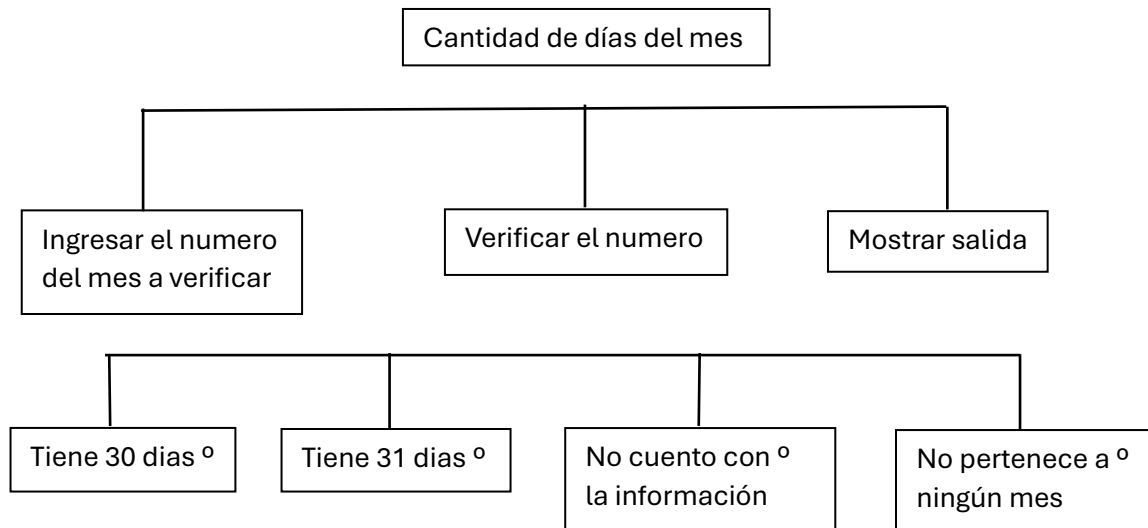 Cantidad de días del mes
Ingresar el numero
del mes a verificar
Verificar el numero
Mostrar salida
Tiene 30 dias º
Tiene 31 dias º
No cuento con º
la información
No pertenece a º
ningún mes